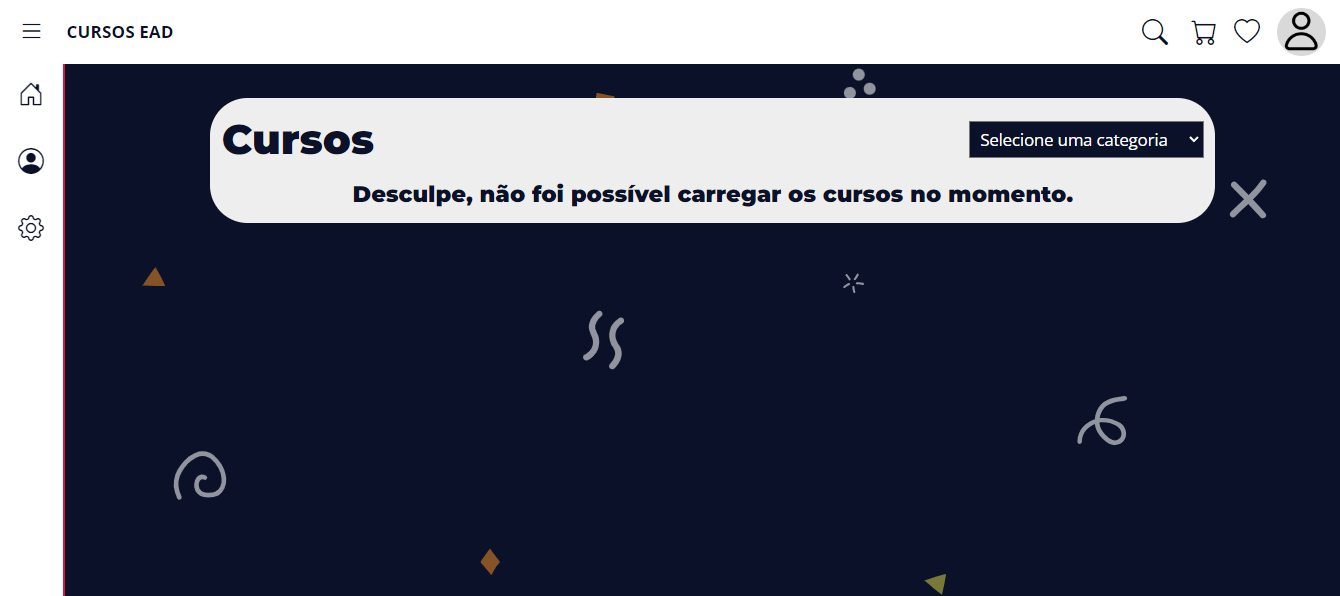 CURSOS EAD
Cursos
Selecione uma categoria
Desculpe, não foi possível carregar os cursos no momento.